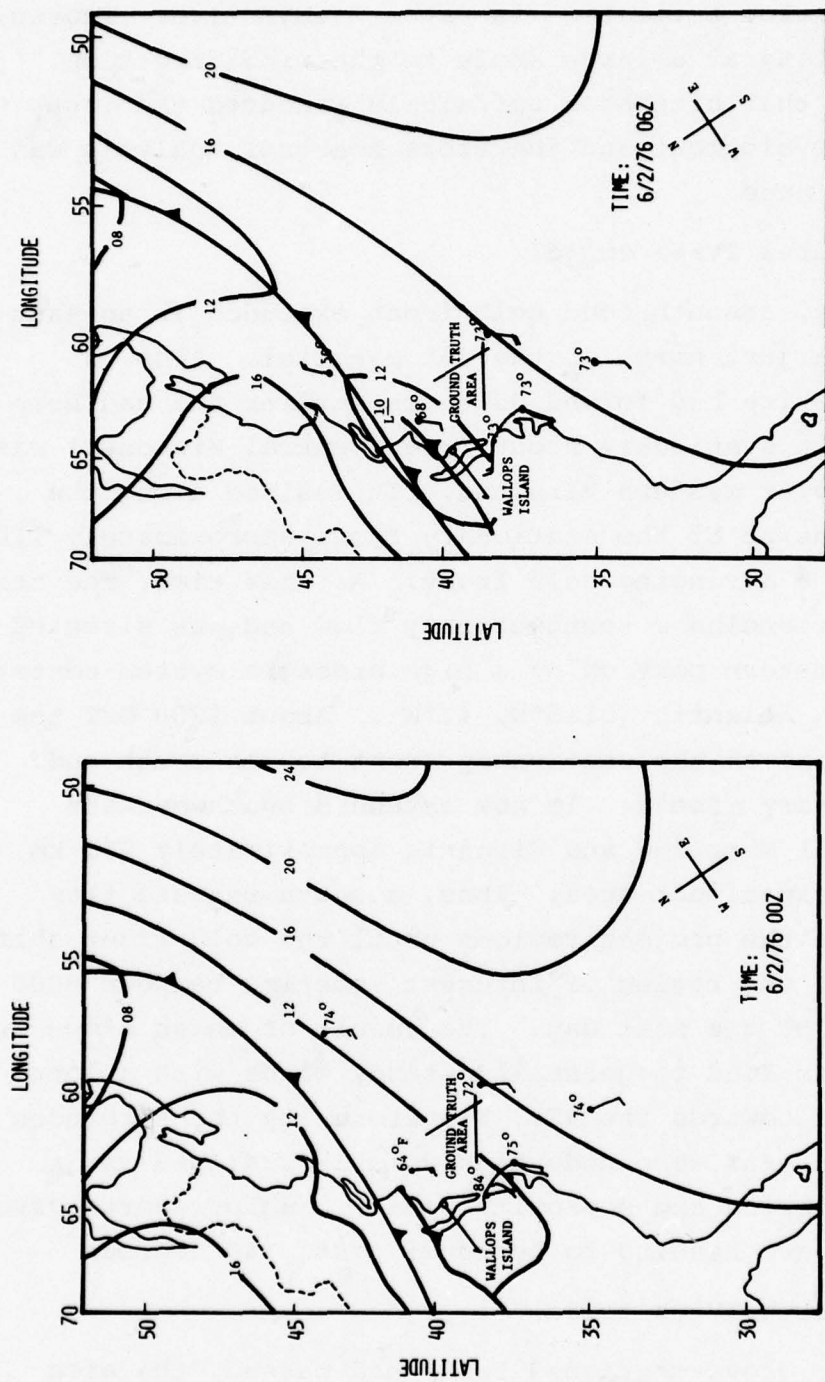 LONGITUDE
70 65 60 55 50
LATITUDE
50
45
40
35
30
16
12
08
12
16
20
24
74°
64°F
GROUND TRUTH
AREA
72°
84°
75°
WALLOPS
ISLAND
74°
TIME:
6/2/76 00Z
N E
W S
LONGITUDE
70 65 60 55 50
LATITUDE
50
45
40
35
30
16
12
08
16
20
59°
12
10
L
68°
GROUND TRUTH
AREA
73°
73°
73°
WALLOPS
ISLAND
73°
TIME:
6/2/76 06Z
N E
W S